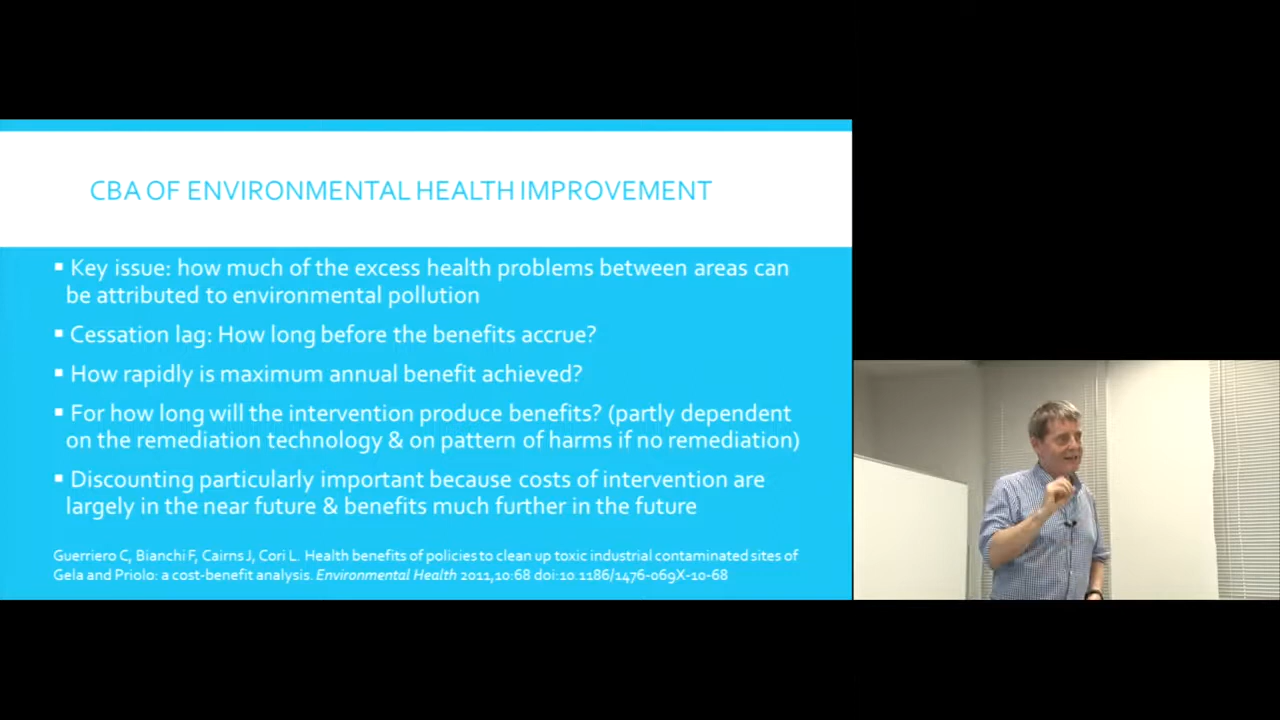 CBA OF ENVIRONMENTAL HEALTH IMPROVEMENT
▪ Key issue: how much of the excess health problems between areas can
be attributed to environmental pollution
▪ Cessation lag: How long before the benefits accrue?
▪ How rapidly is maximum annual benefit achieved?
▪ For how long will the intervention produce benefits? (partly dependent
on the remediation technology & on pattern of harms if no remediation)
▪ Discounting particularly important because costs of intervention are
largely in the near future & benefits much further in the future
Guerriero C, Bianchi F, Cairns J, Cori L. Health benefits of policies to clean up toxic industrial contaminated sites of
Gela and Priolo: a cost-benefit analysis. Environmental Health 2011,10:68 doi:10.1186/1476-069X-10-68